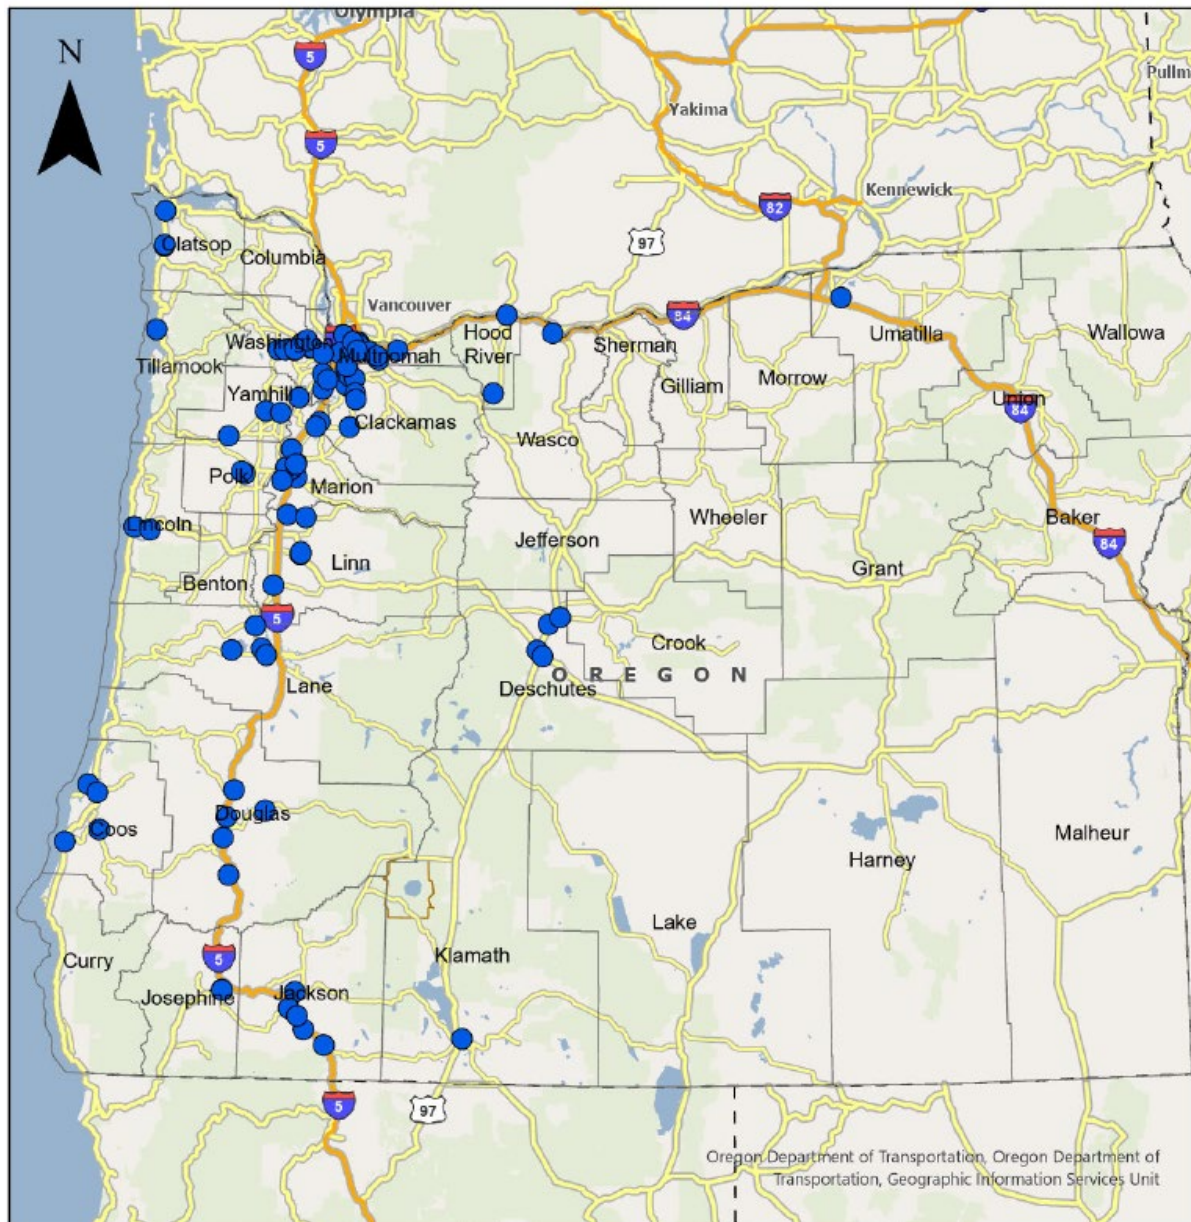 Olympia
5
N
Pullm
Yakima
5
Kennewick
82
97
Clatsop
Columbia
Vancouver
84
Hood
River
Umatilla
Wallowa
Washington
Multnomah
Sherman
Tillamook
Gilliam
Morrow
Yamhill
Union
84
Clackamas
Wasco
Polk
Marion
Wheeler
Baker
Lincoln
Jefferson
84
Linn
Grant
Benton
5
Crook
OREGON
Lane
Deschutes
Douglas
Coos
Malheur
Harney
Lake
Klamath
Curry
5
Josephine
Jackson
5
97
Oregon Department of Transportation, Oregon Department of
Transportation, Geographic Information Services Unit